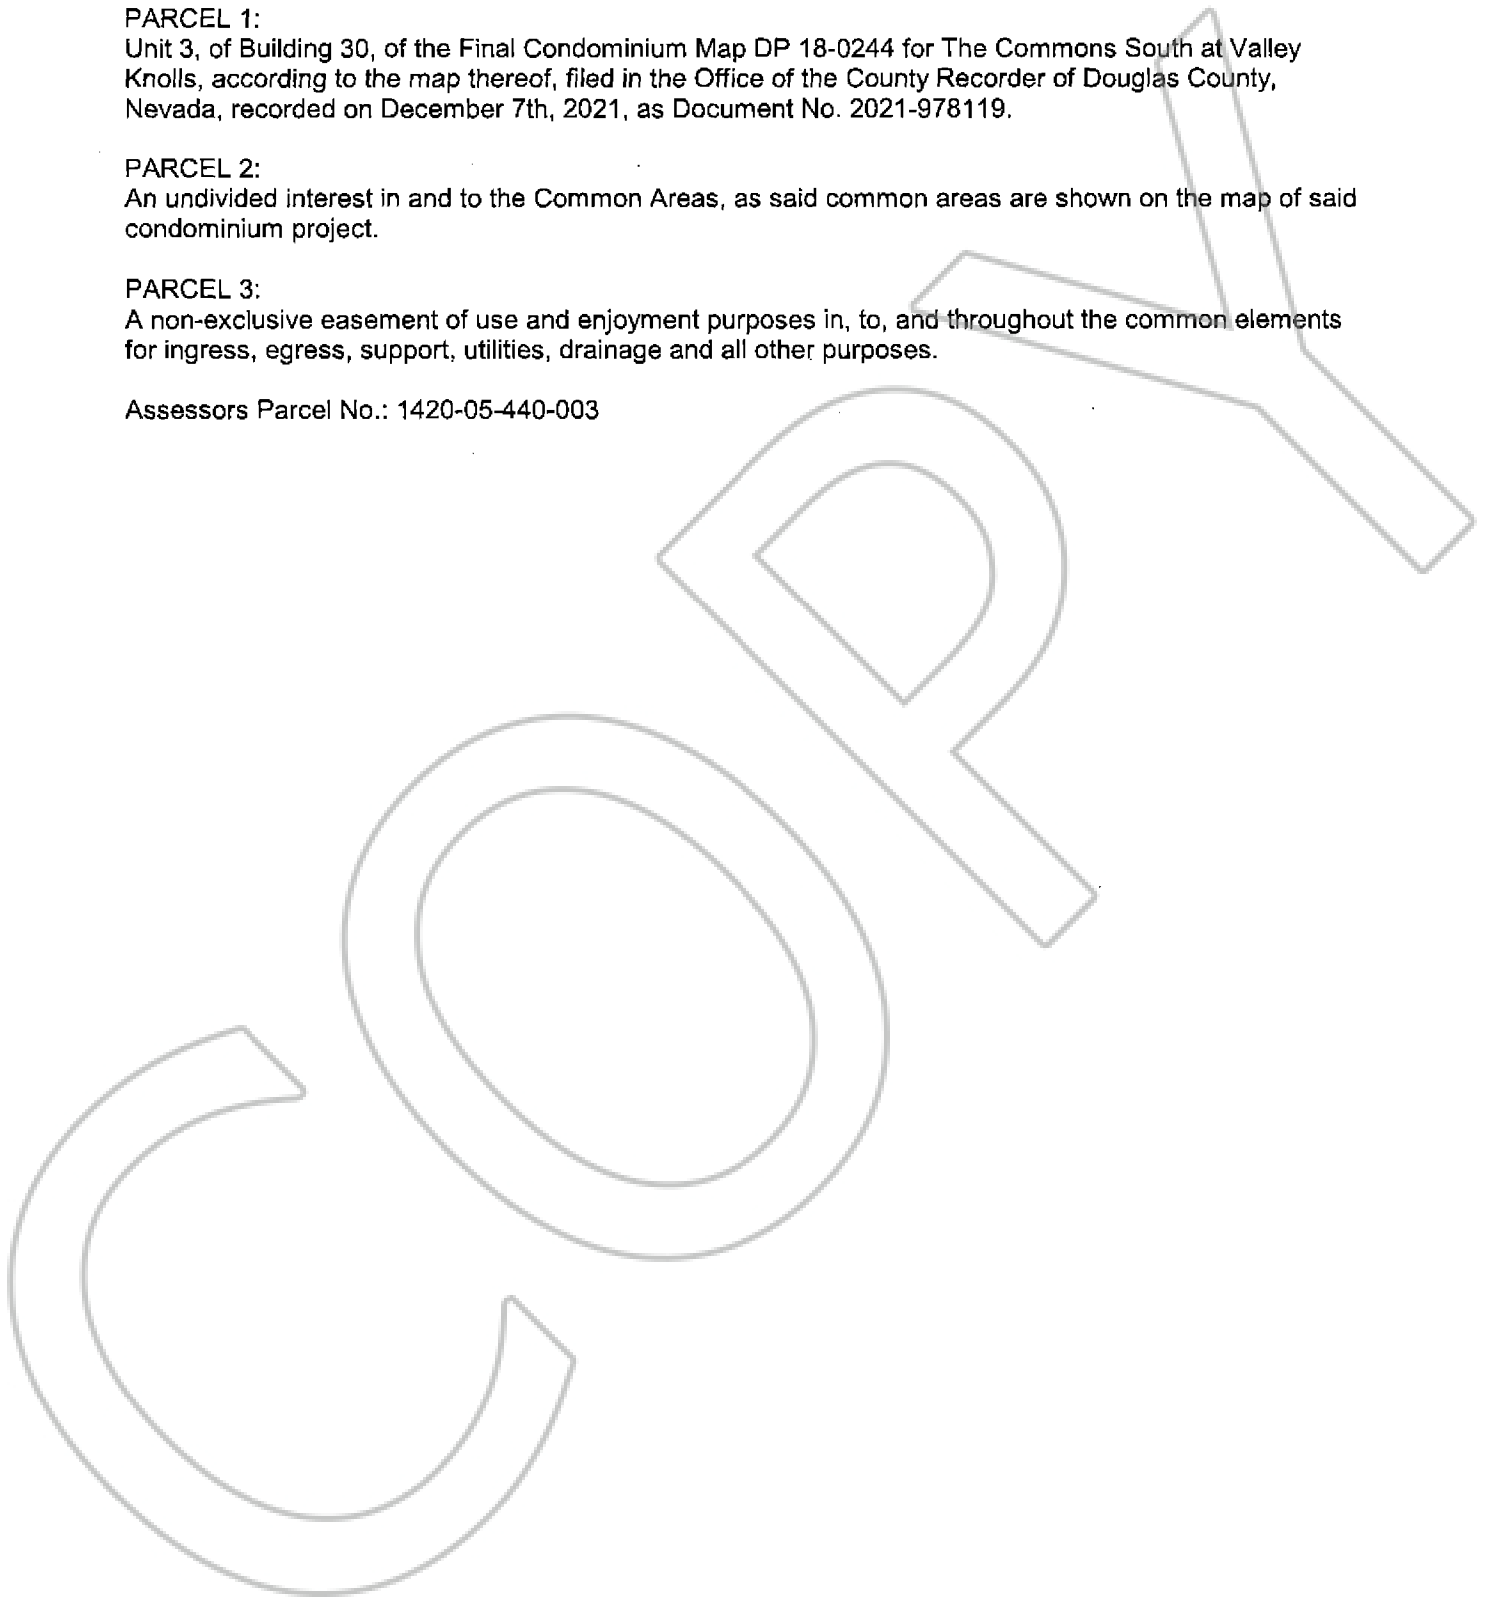 PARCEL 1:
Unit 3, of Building 30, of the Final Condominium Map DP 18-0244 for The Commons South at Valley
Knolls, according to the map thereof, filed in the Office of the County Recorder of Douglas County,
Nevada, recorded on December 7th, 2021, as Document No. 2021-978119.
PARCEL 2:
An undivided interest in and to the Common Areas, as said common areas are shown on the map of said
condominium project.
PARCEL 3:
A non-exclusive easement of use and enjoyment purposes in, to, and throughout the common elements
for ingress, egress, support, utilities, drainage and all other purposes.
Assessors Parcel No.: 1420-05-440-003
COPY